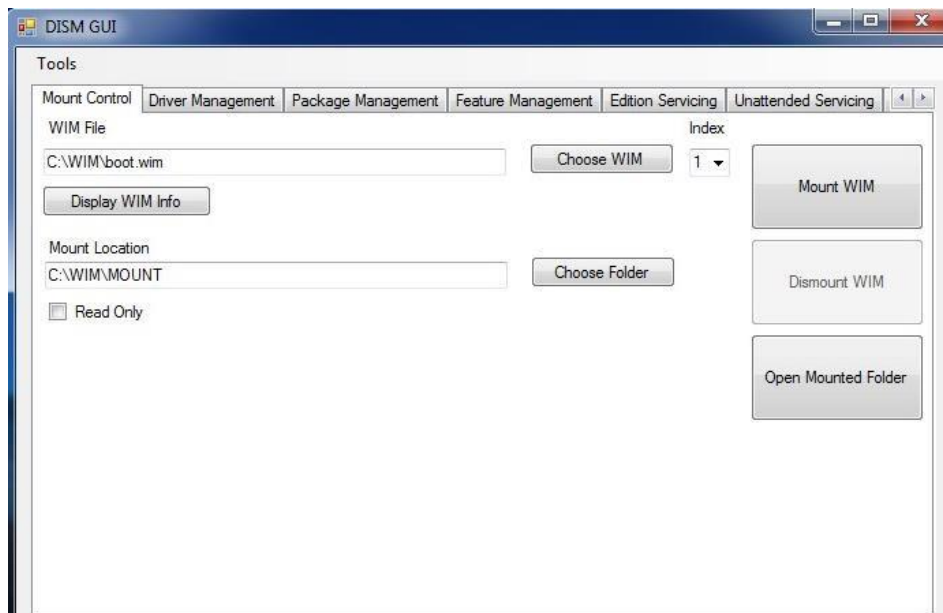 DISM GUI
Tools
Mount Control Driver Management Package Management Feature Management Edition Servicing Unattended Servicing
WIM File
Index
C:\WIM\boot.wim
Choose WIM
1
Mount WIM
Display WIM Info
Mount Location
C:\WIM\MOUNT
Choose Folder
Dismount WIM
Read Only
Open Mounted Folder